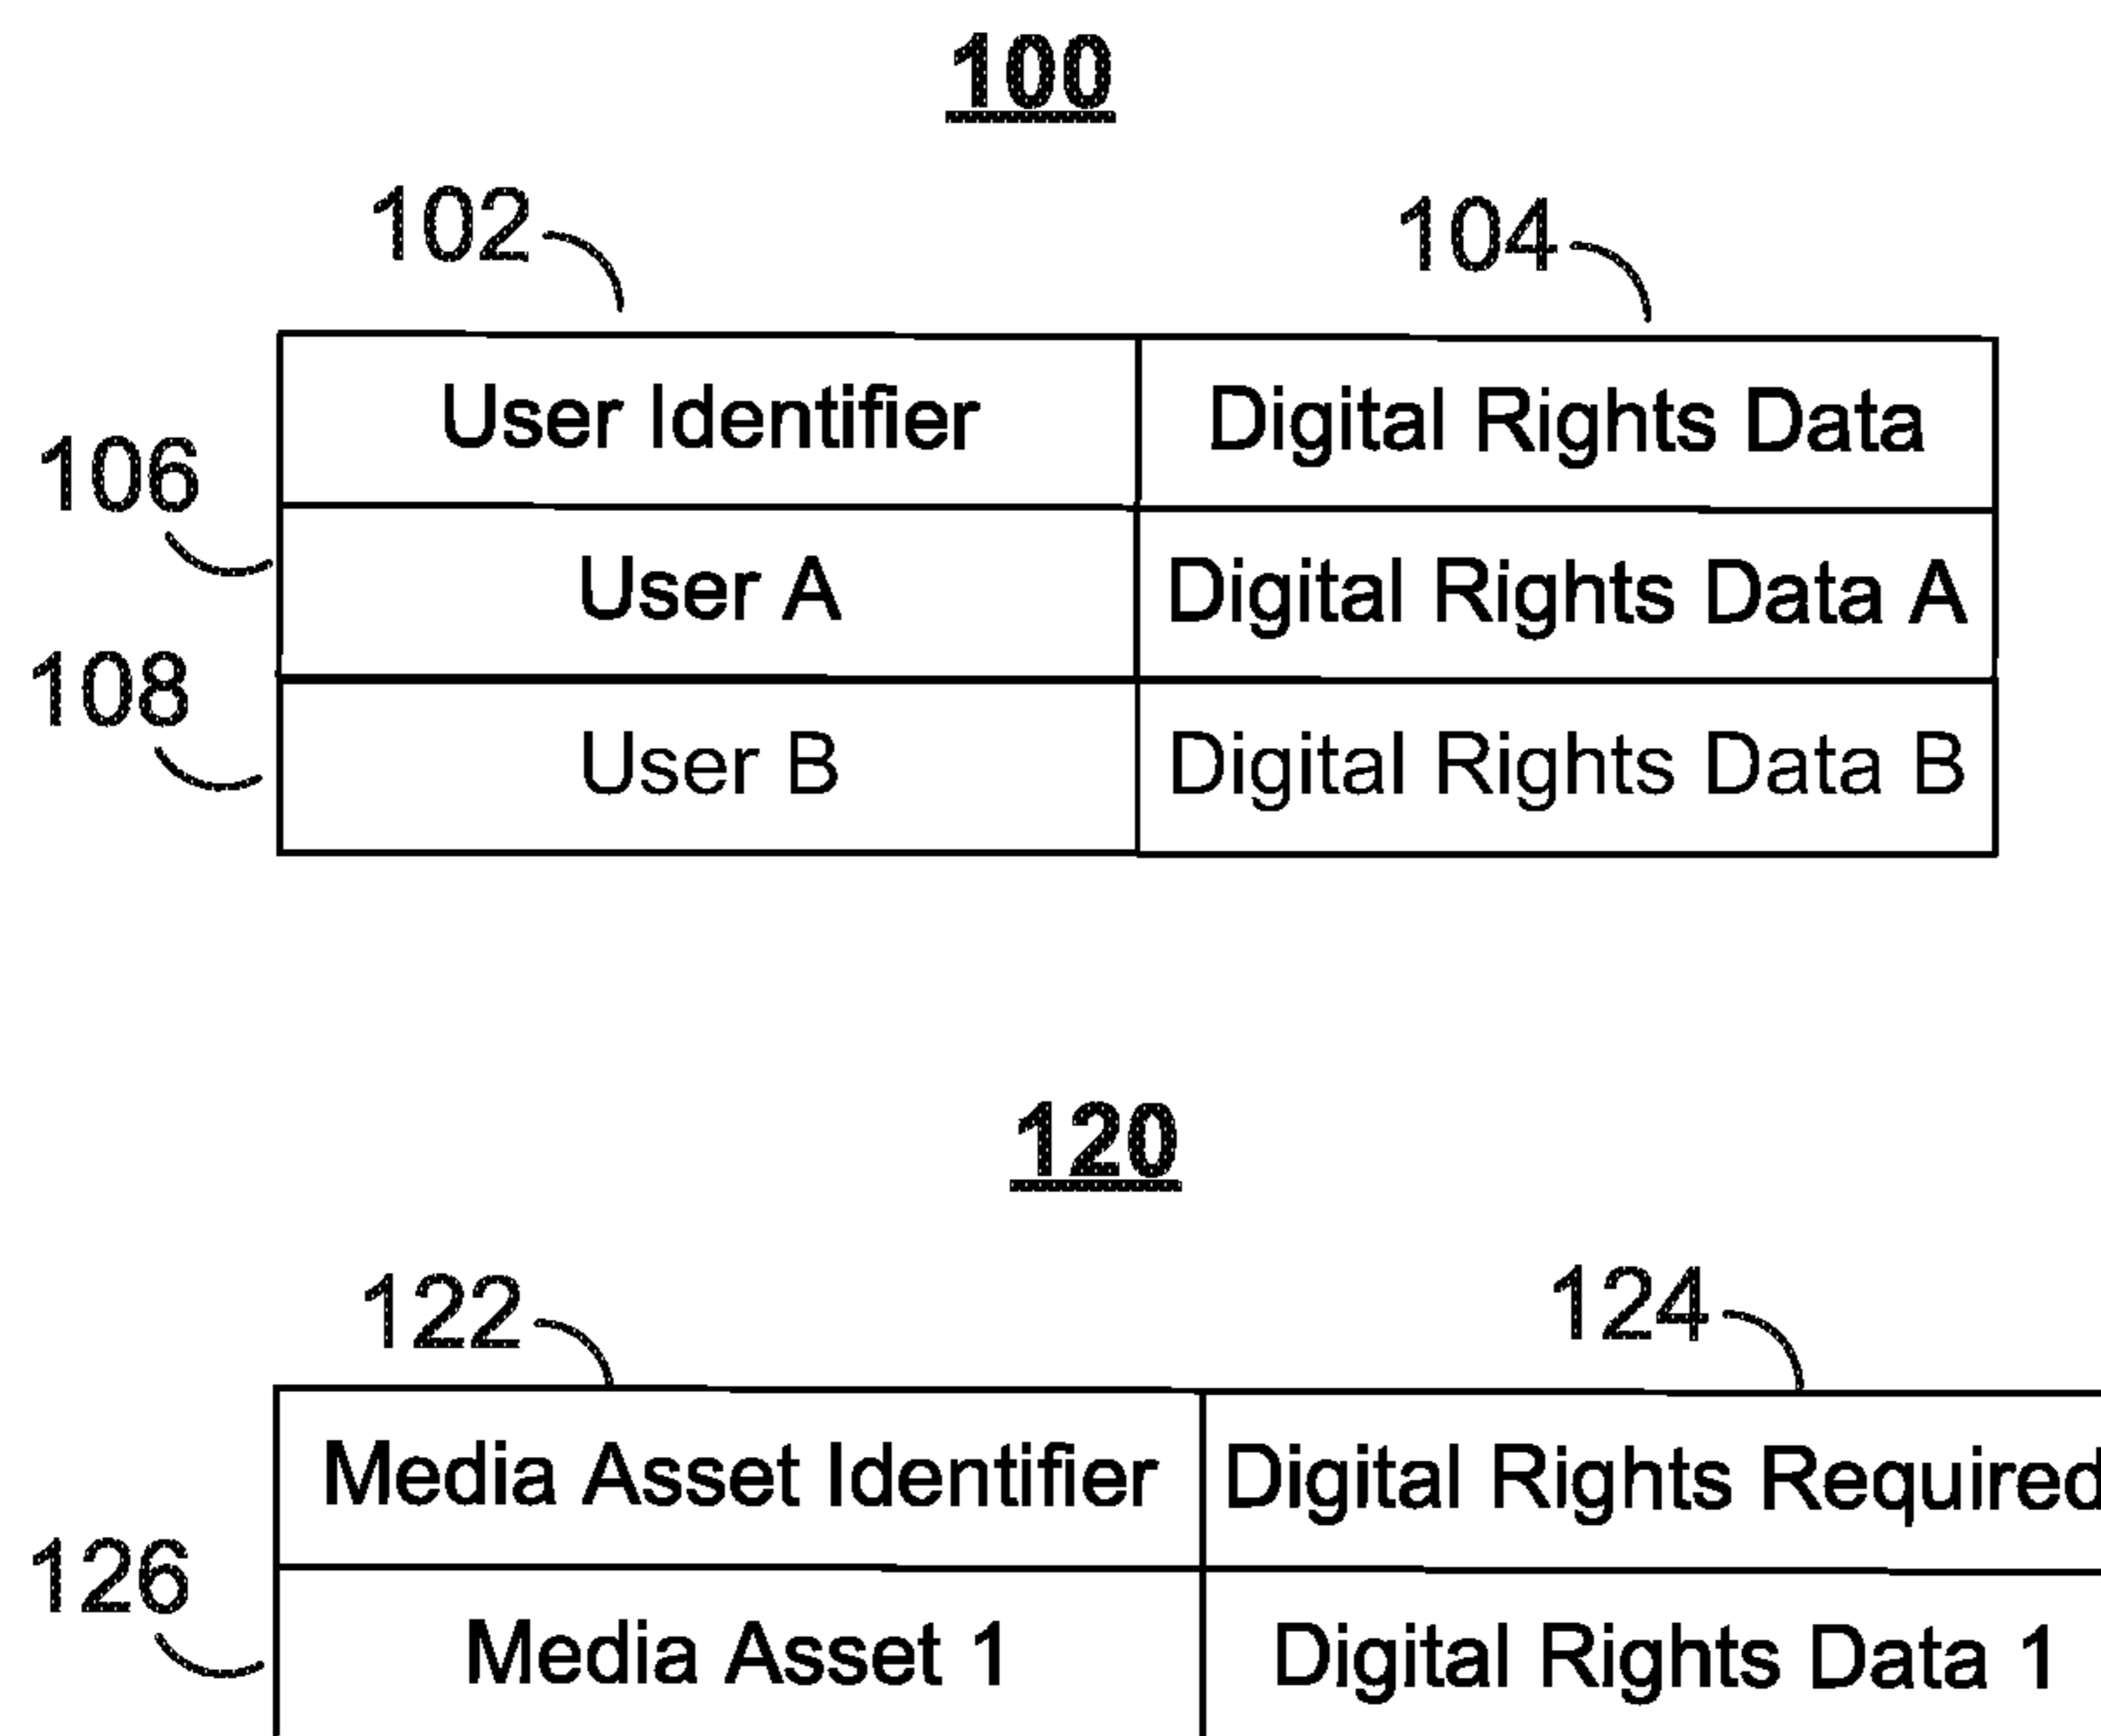 100
102 104
User Identifier Digital Rights Data
106
User A Digital Rights Data A
108
User B Digital Rights Data B
120
122 124
Media Asset Identifier Digital Rights Required
126
Media Asset 1 Digital Rights Data 1